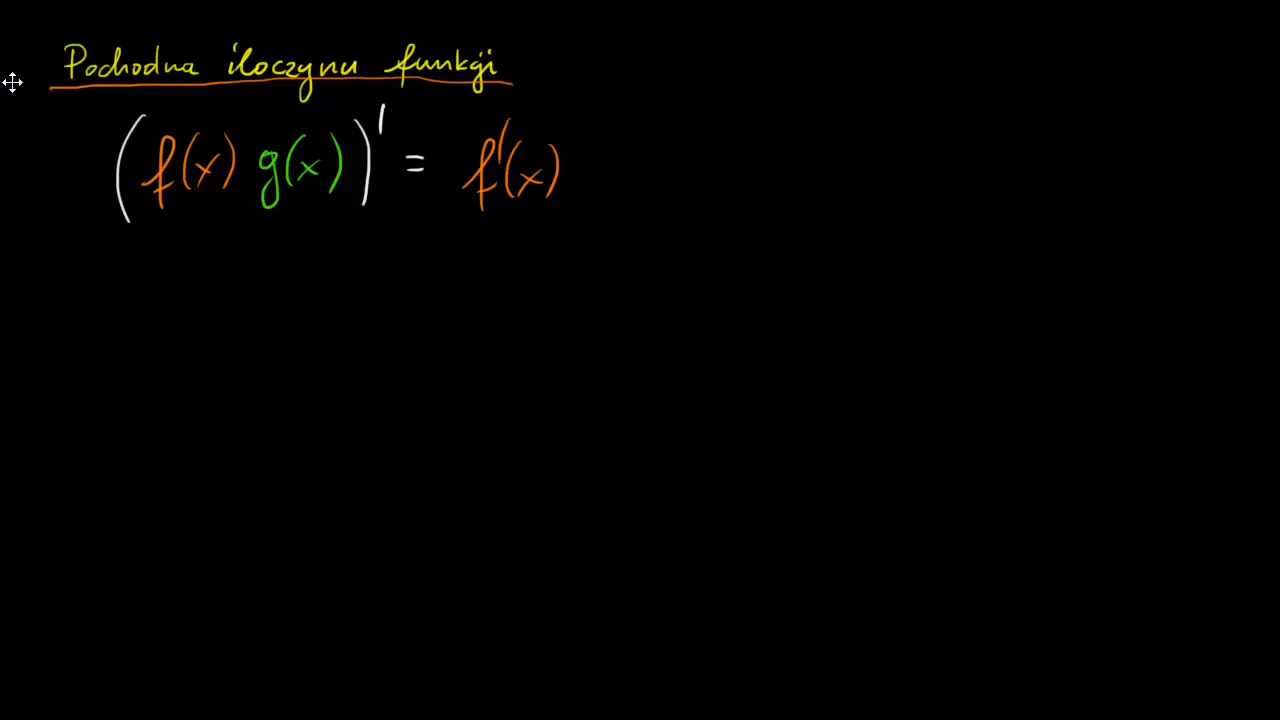 Pochodna iloczynu funkcji
(f(x) g(x))' = f'(x)